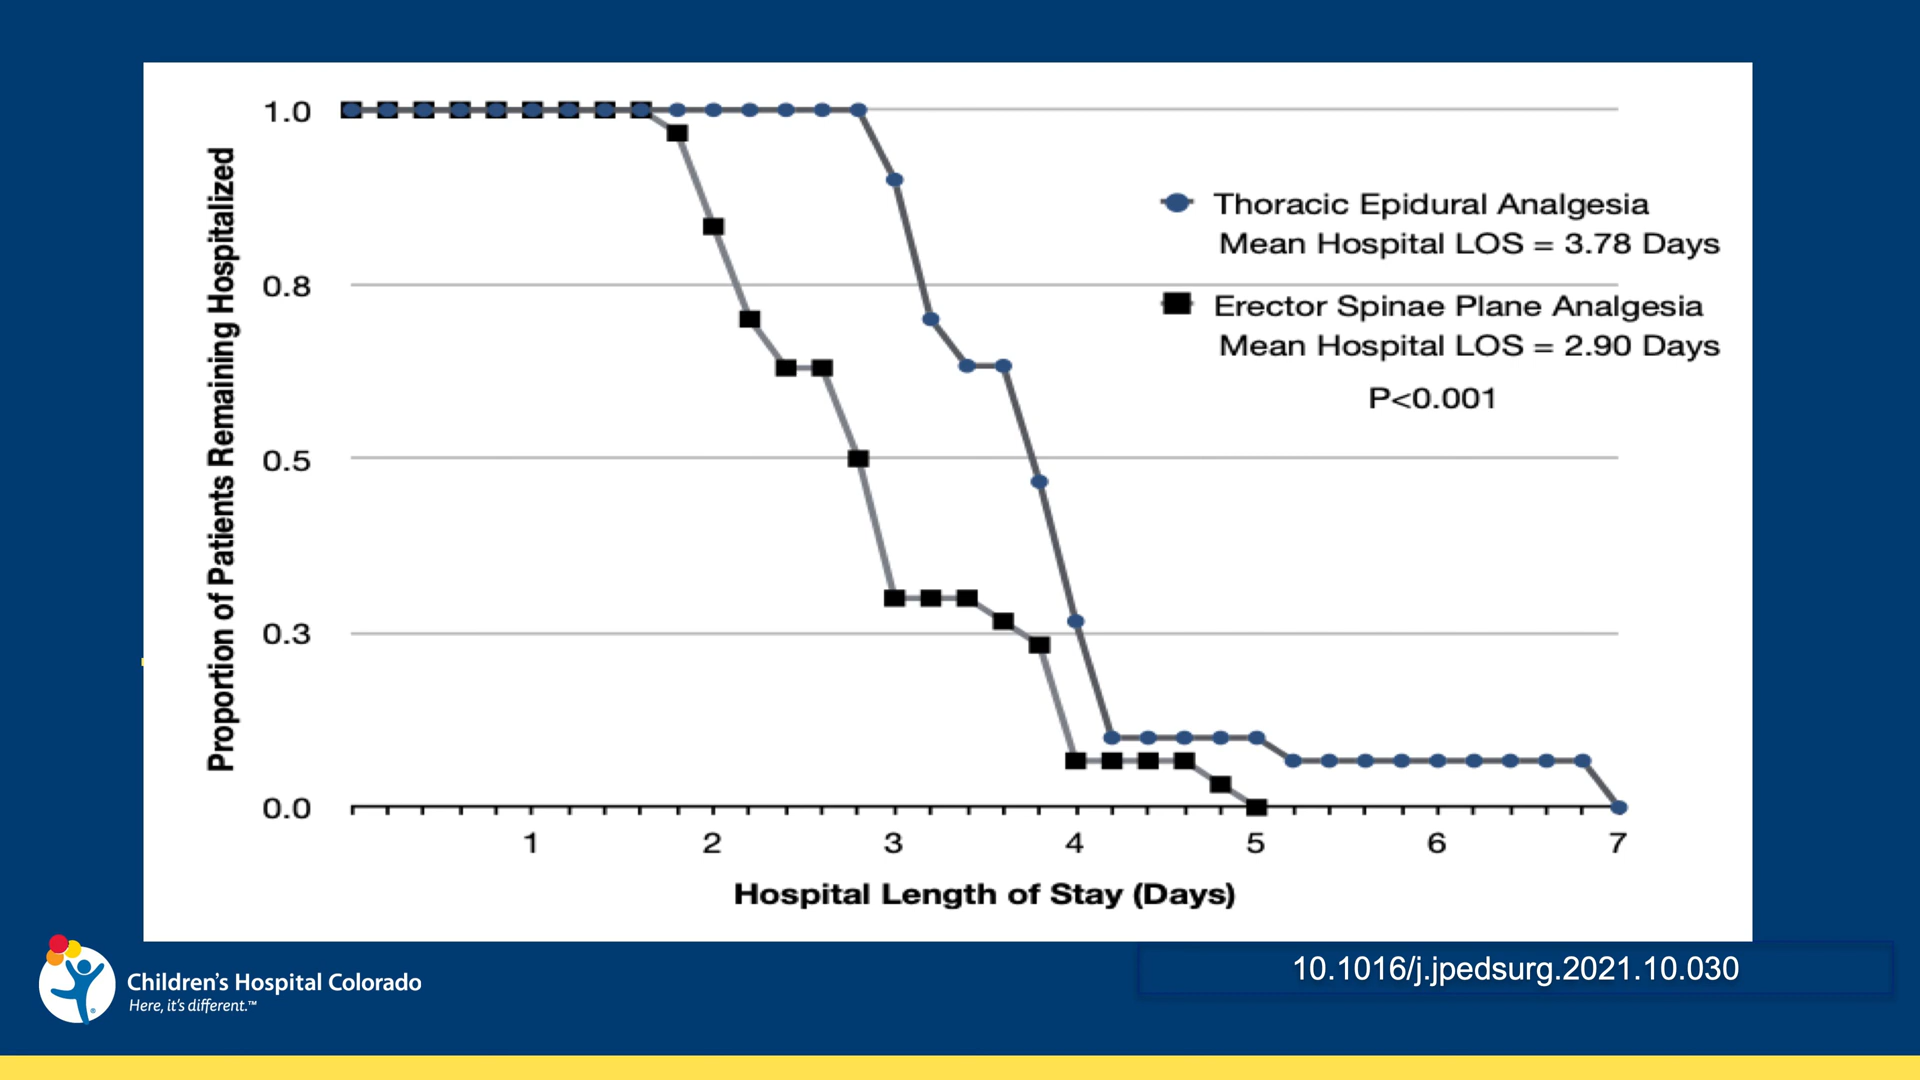 1.0
0.8
0.5
0.3
0.0
Proportion of Patients Remaining Hospitalized
Thoracic Epidural Analgesia
Mean Hospital LOS = 3.78 Days
Erector Spinae Plane Analgesia
Mean Hospital LOS = 2.90 Days
P<0.001
1 2 3 4 5 6 7
Hospital Length of Stay (Days)
Children's Hospital Colorado
Here, it's different.™
10.1016/j.jpedsurg.2021.10.030